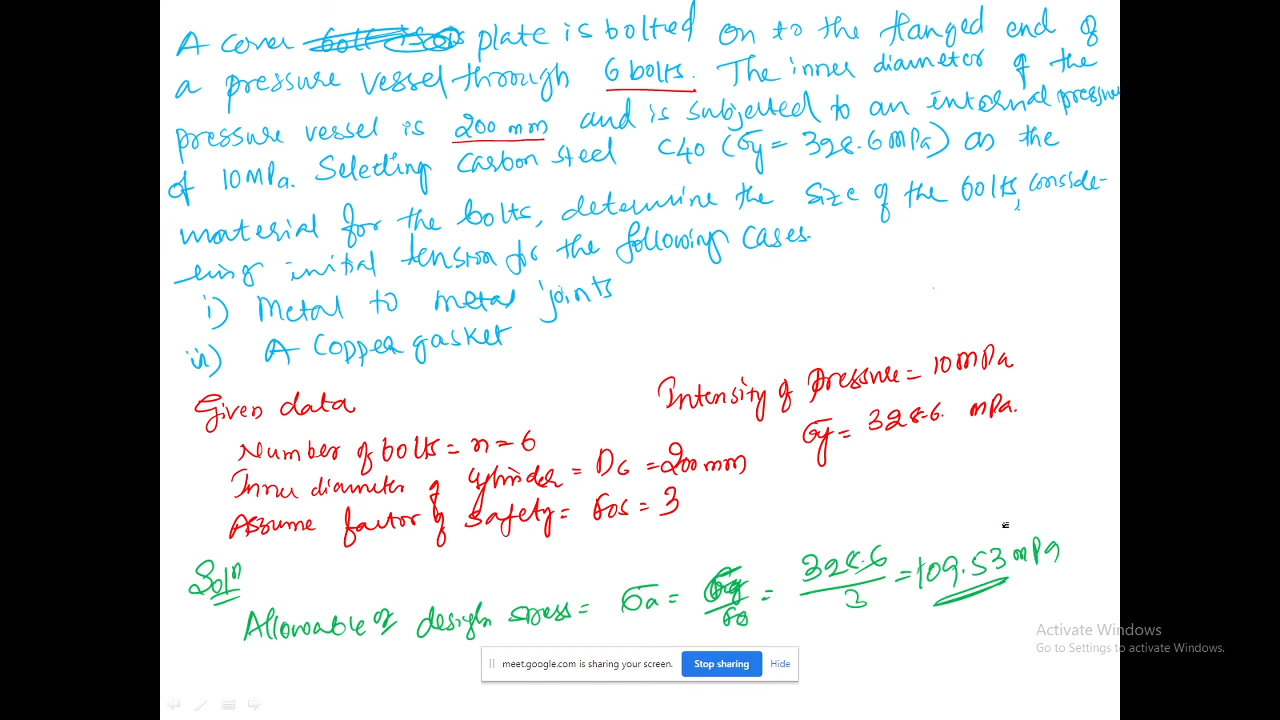 A cover plate is bolted on to the flanged end of
a pressure vessel through 6 bolts. The inner diameter of the
pressure vessel is 200 mm and is subjected to an internal pressure
of 10MPa. Selecting Carbon steel C40 (σy = 328.6 MPa) as the
material for the bolts, determine the size of the bolts, conside-
ering initial tension for the following cases.
i) Metal to metal joints
ii) A Copper gasket
Given data
Number of bolts = n = 6
Inner diameter of cylinder = DG = 200 mm
Assume factor of safety = FOS = 3
Intensity of pressure = 10 MPa
σy = 328.6 MPa.
Solⁿ
Allowable of design stress = σa = = 328.6 / 3 = 109.53 MPa
Activate Windows
Go to Settings to activate Windows.
meet.google.com is sharing your screen. Stop sharing Hide